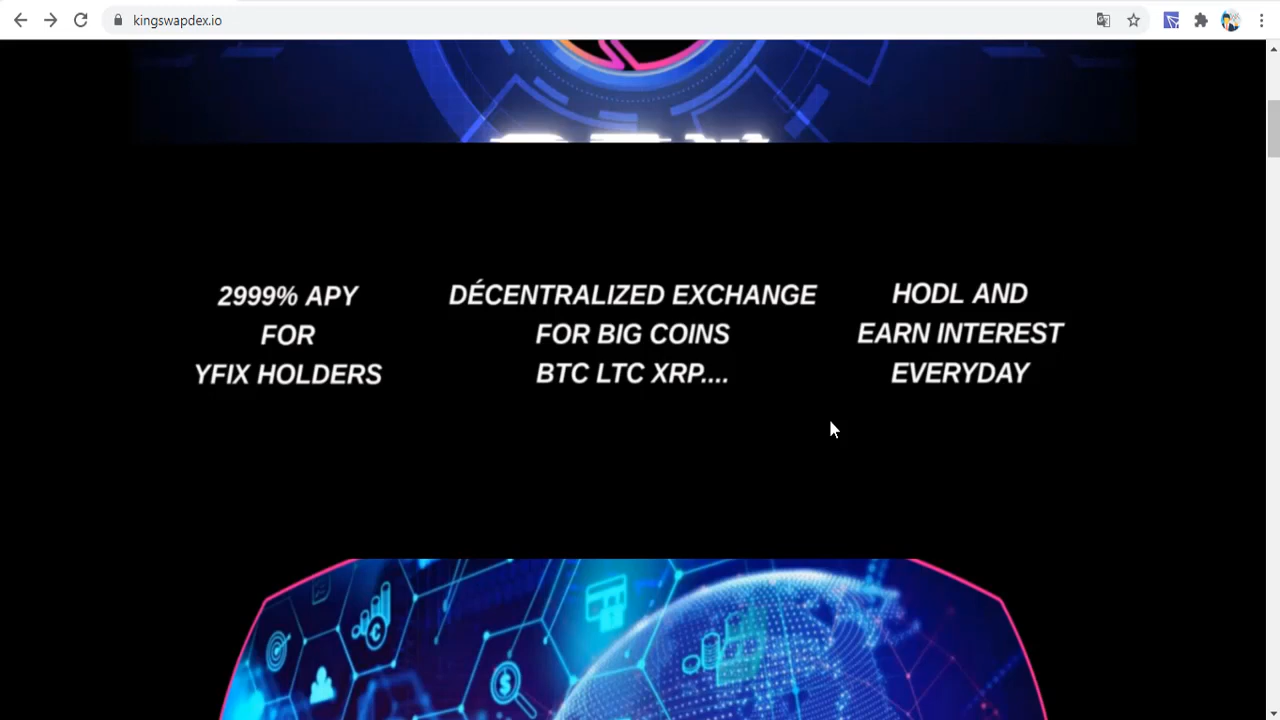 kingswapdex.io
2999% APY
FOR
YFIX HOLDERS
DÉCENTRALIZED EXCHANGE
FOR BIG COINS
BTC LTC XRP....
HODL AND
EARN INTEREST
EVERYDAY